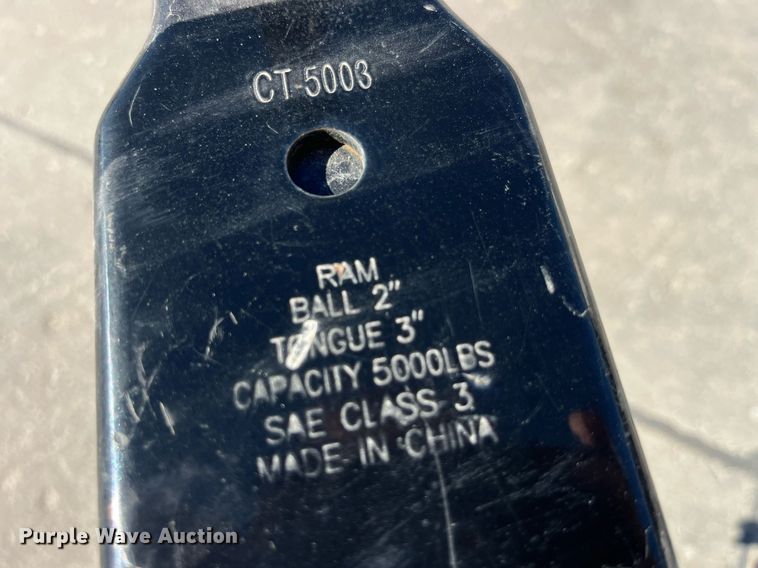 CT-5003
RAM
BALL 2"
TONGUE 3"
CAPACITY 5000LBS
SAE CLASS 3
MADE IN CHINA
Purple Wave Auction®